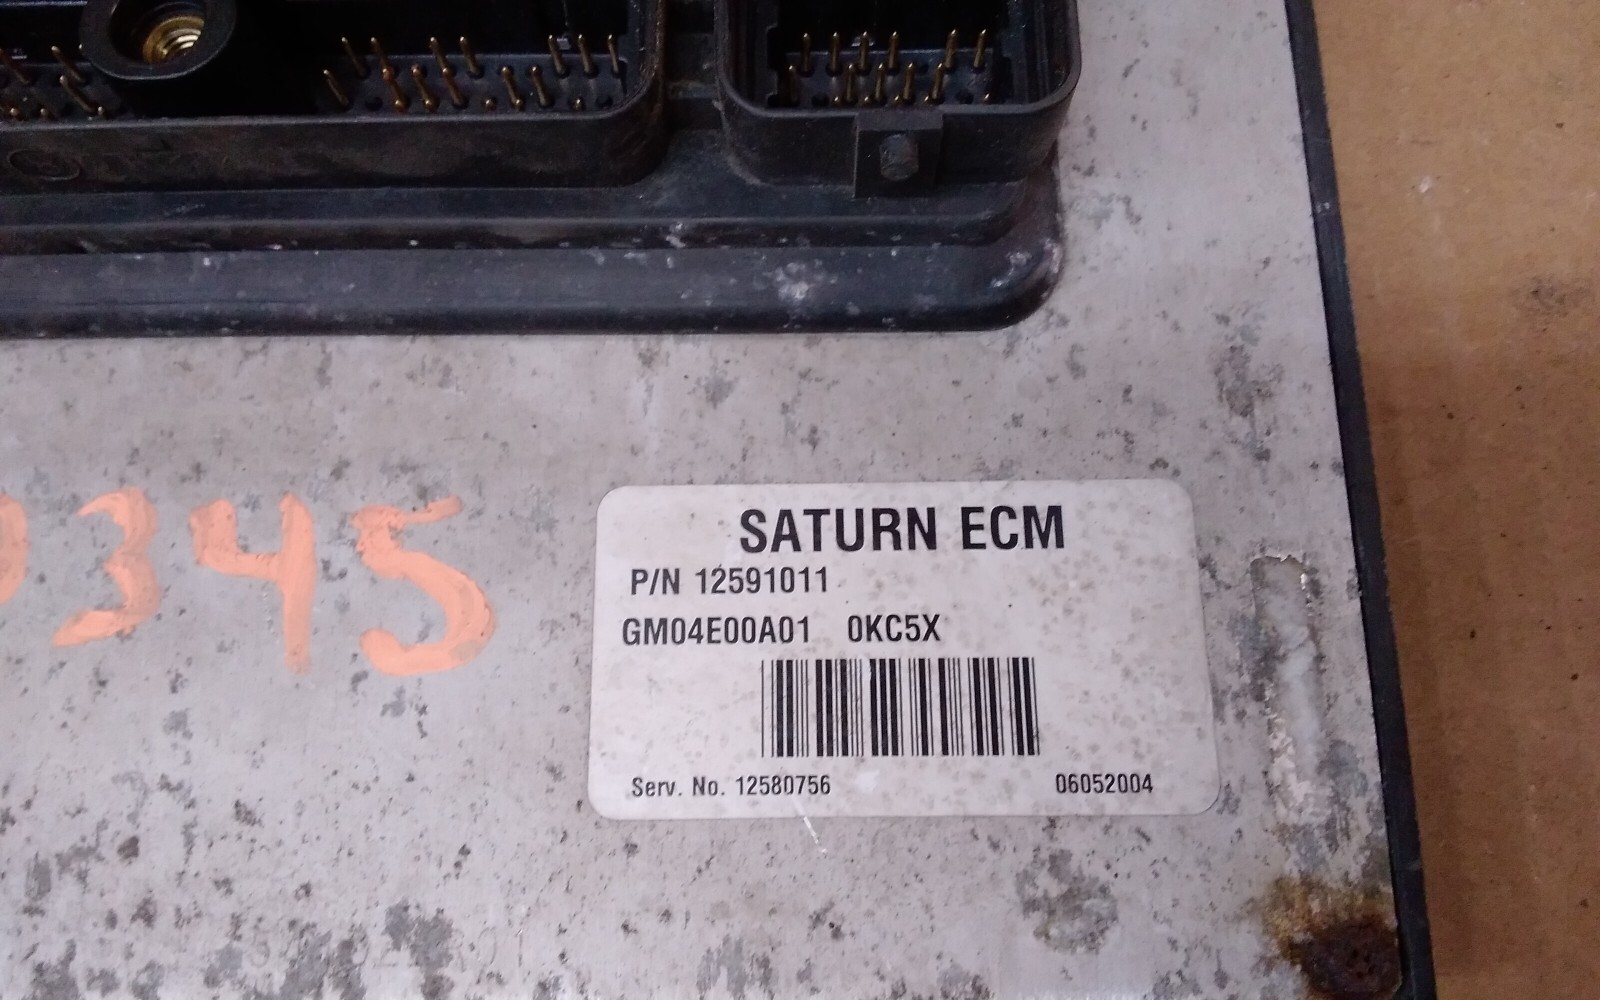 345
SATURN ECM
P/N 12591011
GM04E00A01 0KC5X
Serv. No. 12580756 06052004